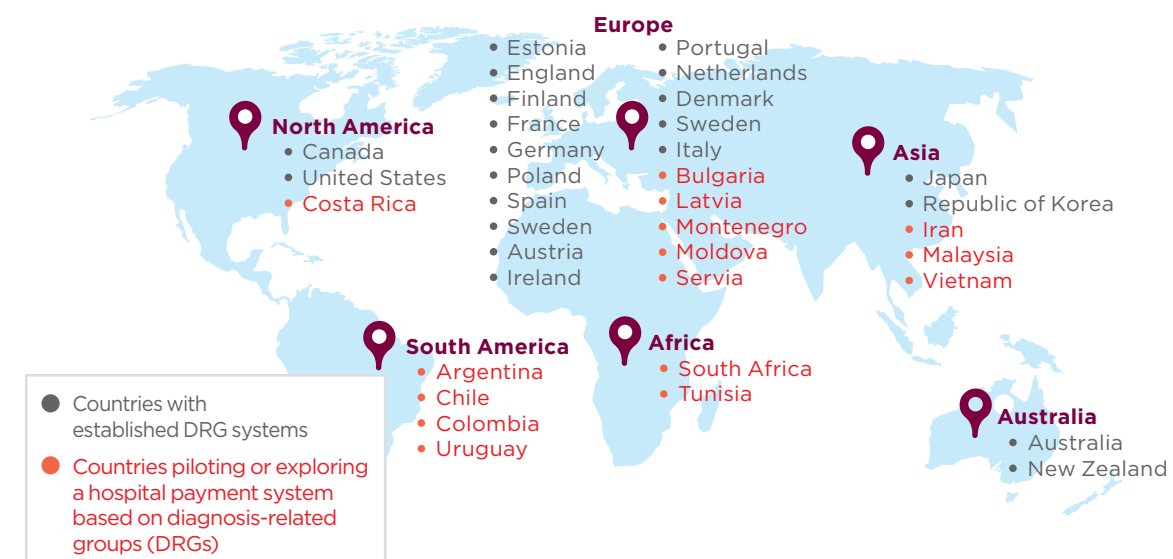 Europe
Estonia
England
Finland
France
Germany
Poland
Spain
Sweden
Austria
Ireland
Portugal
Netherlands
Denmark
Sweden
Italy
Bulgaria
Latvia
Montenegro
Moldova
Servia
North America
Canada
United States
Costa Rica
Asia
Japan
Republic of Korea
Iran
Malaysia
Vietnam
South America
Argentina
Chile
Colombia
Uruguay
Africa
South Africa
Tunisia
Australia
Australia
New Zealand
Countries with
established DRG systems
Countries piloting or exploring
a hospital payment system
based on diagnosis-related
groups (DRGs)